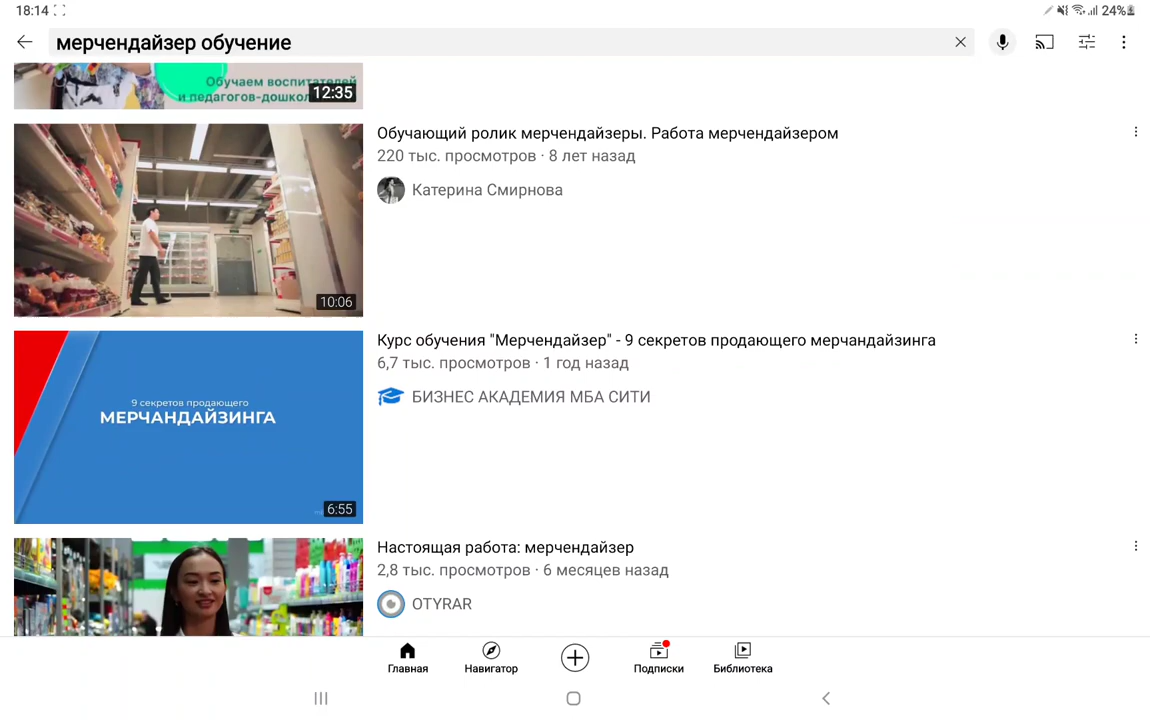 18:14
24%
мерчендайзер обучение
Обучаем воспитателей
и педагогов-дошкол
12:35
Обучающий ролик мерчендайзеры. Работа мерчендайзером
220 тыс. просмотров · 8 лет назад
Катерина Смирнова
10:06
Курс обучения "Мерчендайзер" - 9 секретов продающего мерчандайзинга
6,7 тыс. просмотров · 1 год назад
БИЗНЕС АКАДЕМИЯ МБА СИТИ
9 секретов продающего
МЕРЧАНДАЙЗИНГА
6:55
Настоящая работа: мерчендайзер
2,8 тыс. просмотров · 6 месяцев назад
OTYRAR
Главная
Навигатор
Подписки
Библиотека